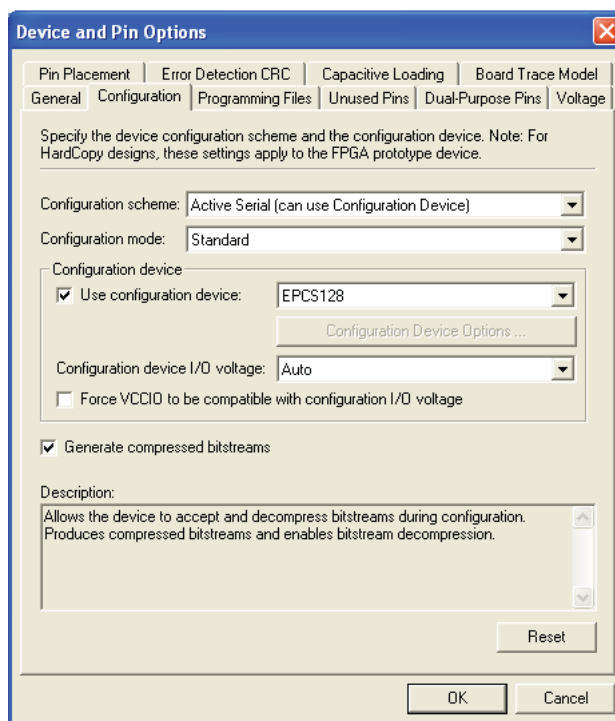 Device and Pin Options
Pin Placement Error Detection CRC Capacitive Loading Board Trace Model
General Configuration Programming Files Unused Pins Dual-Purpose Pins Voltage
Specify the device configuration scheme and the configuration device. Note: For
HardCopy designs, these settings apply to the FPGA prototype device.
Configuration scheme: Active Serial (can use Configuration Device)
Configuration mode: Standard
Configuration device
Use configuration device: EPCS128
Configuration Device Options ...
Configuration device I/O voltage: Auto
Force VCCIO to be compatible with configuration I/O voltage
Generate compressed bitstreams
Description:
Allows the device to accept and decompress bitstreams during configuration.
Produces compressed bitstreams and enables bitstream decompression.
Reset
OK Cancel